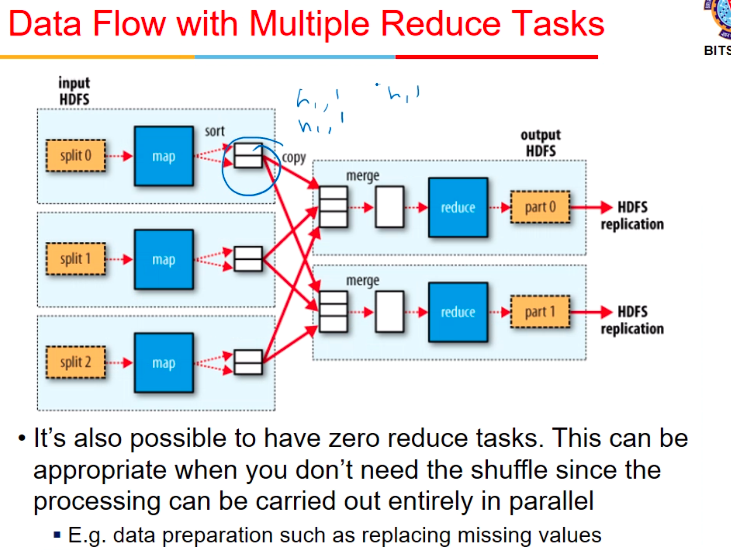 Data Flow with Multiple Reduce Tasks
BITS
input
HDFS
output
HDFS
sort
copy
merge
split 0
map
reduce
part 0
HDFS
replication
split 1
map
merge
reduce
part 1
HDFS
replication
split 2
map
• It’s also possible to have zero reduce tasks. This can be
appropriate when you don’t need the shuffle since the
processing can be carried out entirely in parallel
▪ E.g. data preparation such as replacing missing values